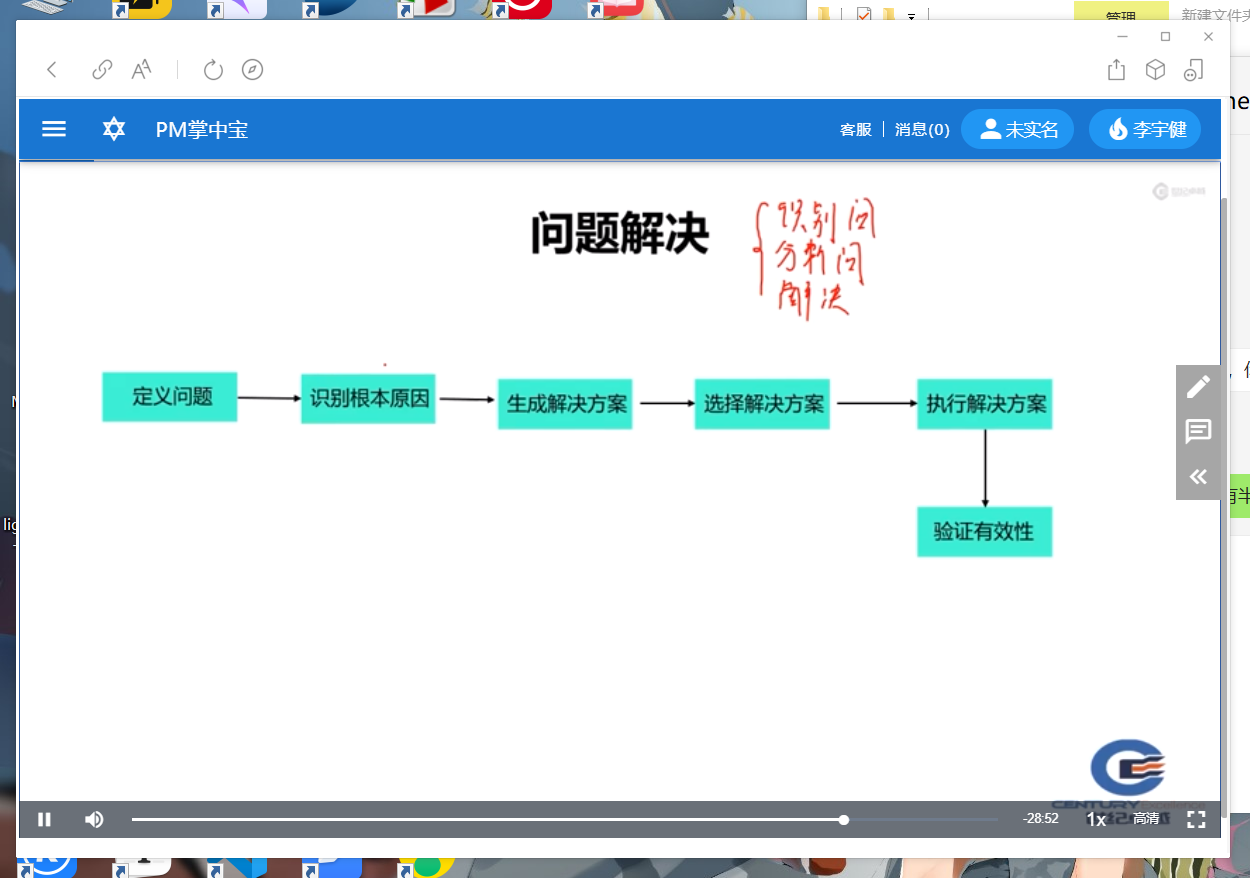 管理
新建文件夹
PM掌中宝
客服
消息(0)
未实名
李宇健
问题解决
识别问
分析问
解决
定义问题
识别根本原因
生成解决方案
选择解决方案
执行解决方案
验证有效性
CENTURY Excellence
-28:52
1x
高清